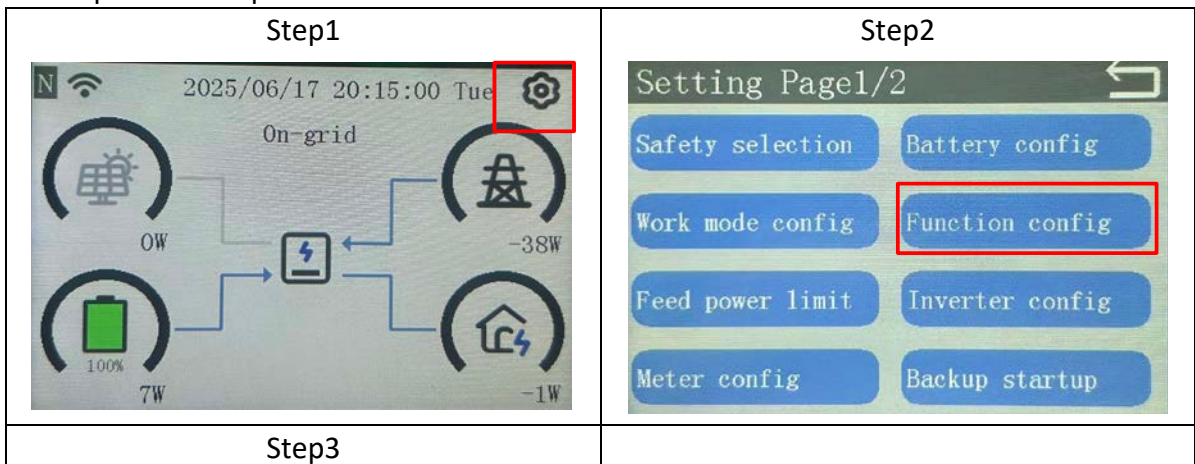 Step1
Step2
N
2025/06/17 20:15:00 Tue
On-grid
0W
-38W
100%
7W
-1W
Setting Page1/2
Safety selection
Battery config
Work mode config
Function config
Feed power limit
Inverter config
Meter config
Backup startup
Step3